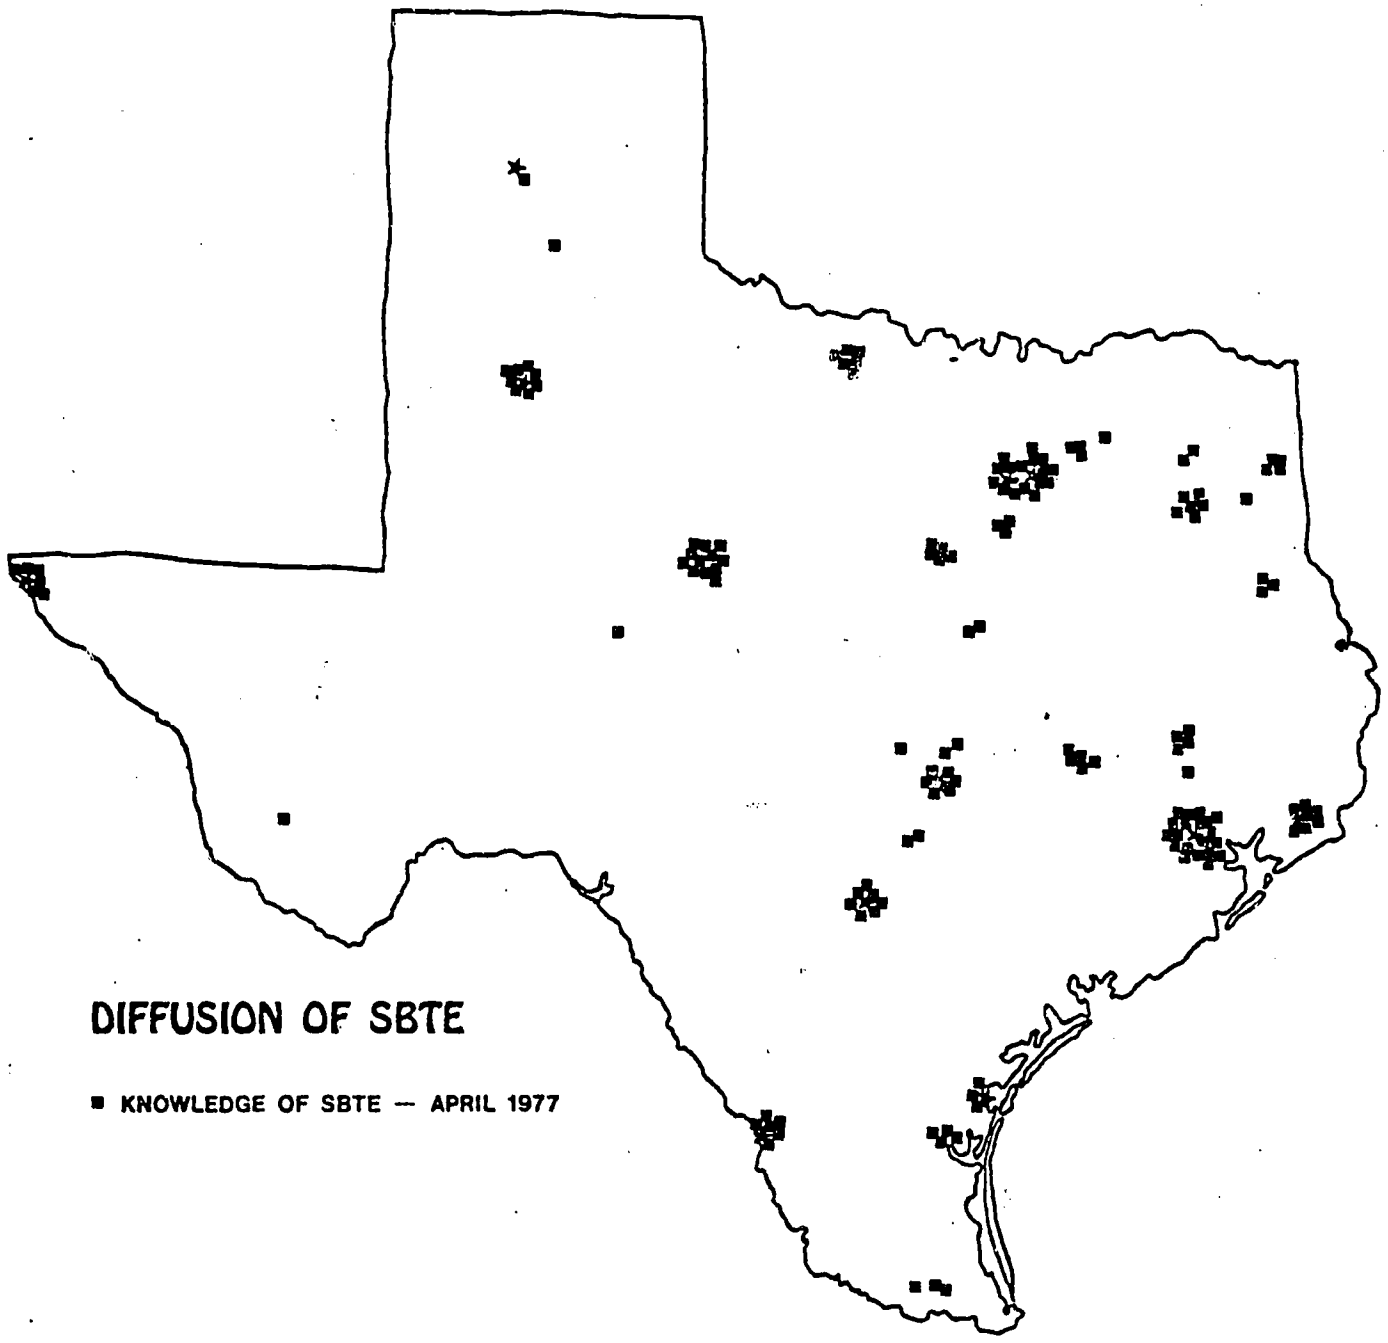 DIFFUSION OF SBTE
■ KNOWLEDGE OF SBTE — APRIL 1977